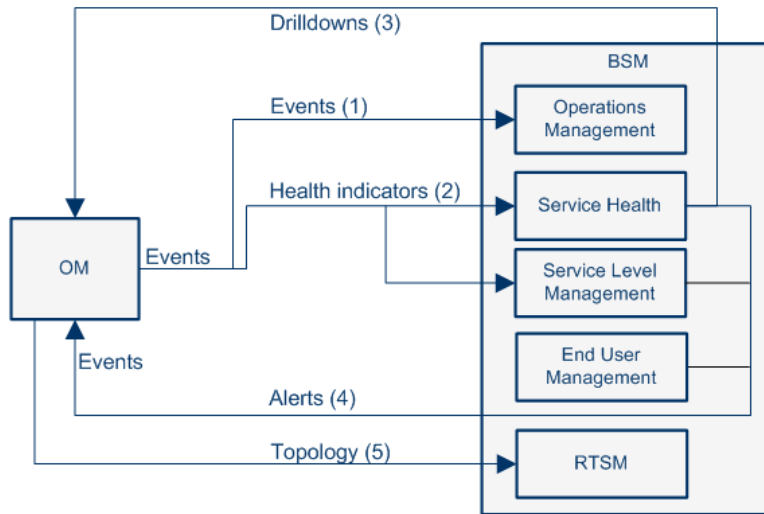 Drilldowns (3)
BSM
Events (1)
Operations
Management
Health indicators (2)
Service Health
OM
Events
Service Level
Management
Events
End User
Management
Alerts (4)
Topology (5)
RTSM